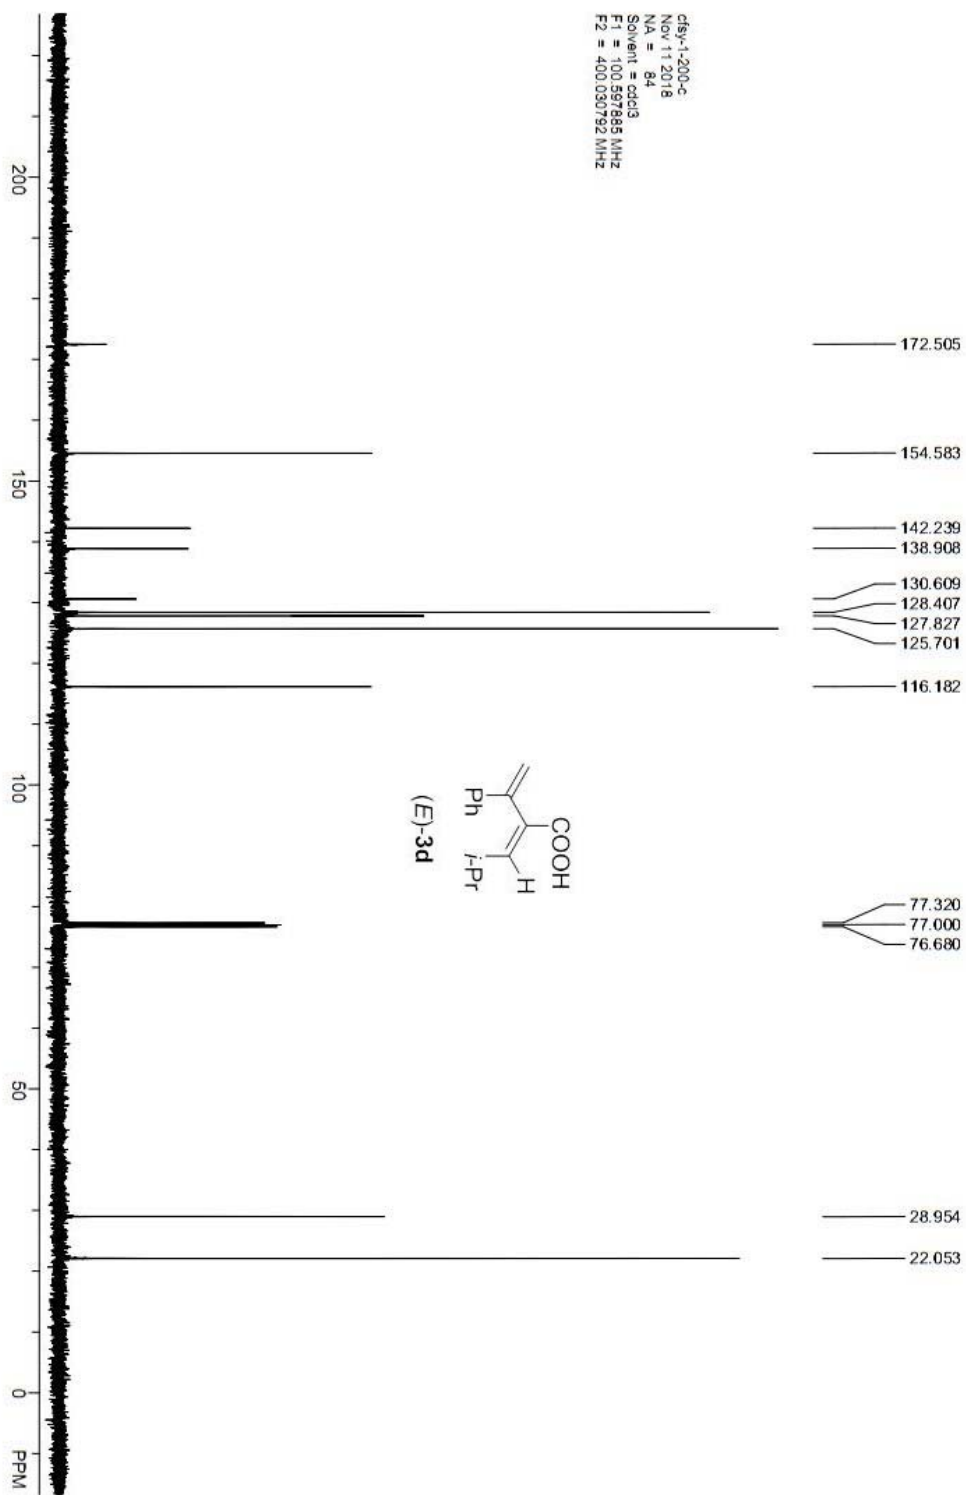 cfsy-1-200-c
Nov 11 2018
NA = 84
Solvent = cdcl3
F1 = 100.597885 MHz
F2 = 400.030792 MHz
172.505
154.583
142.239
138.908
130.609
128.407
127.827
125.701
116.182
77.320
77.000
76.680
28.954
22.053
COOH
H
Ph
i-Pr
(E)-3d
200
150
100
50
0
PPM